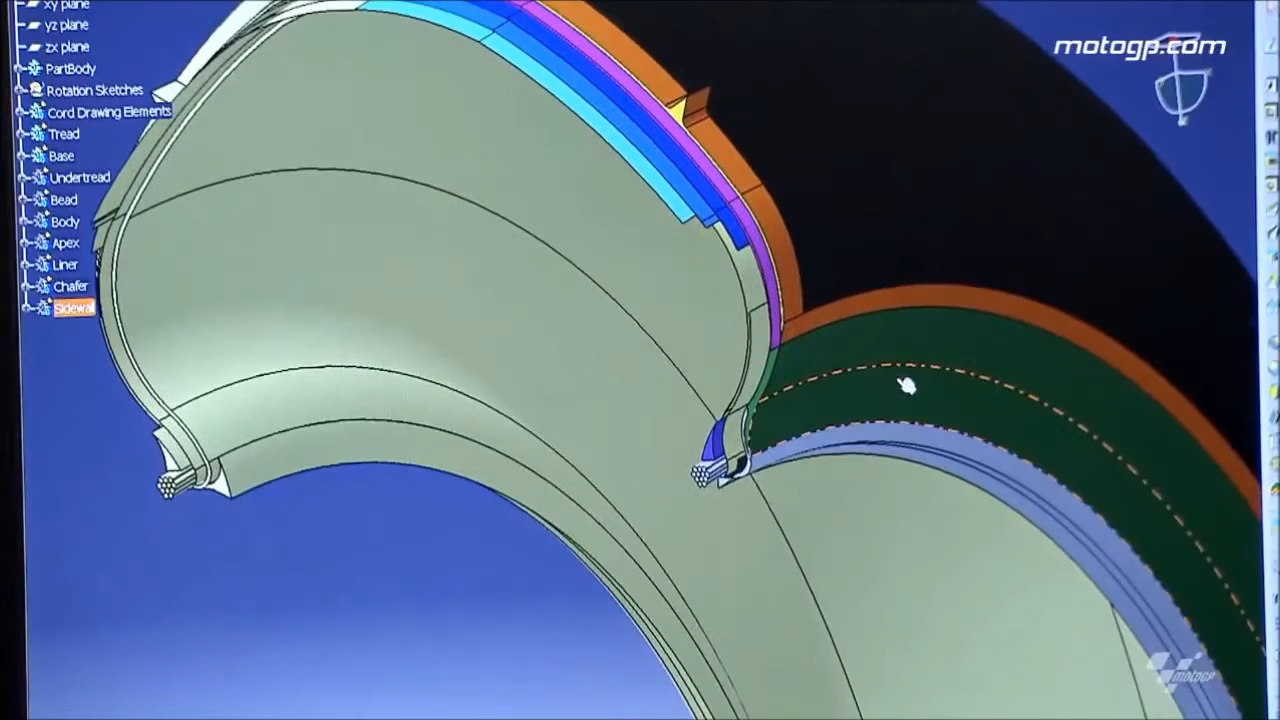 xy plane
yz plane
zx plane
PartBody
Rotation Sketches
Cord Drawing Elements
Tread
Base
Undertread
Bead
Body
Apex
Liner
Chafer
Sidewall
motogp.com
motoGP